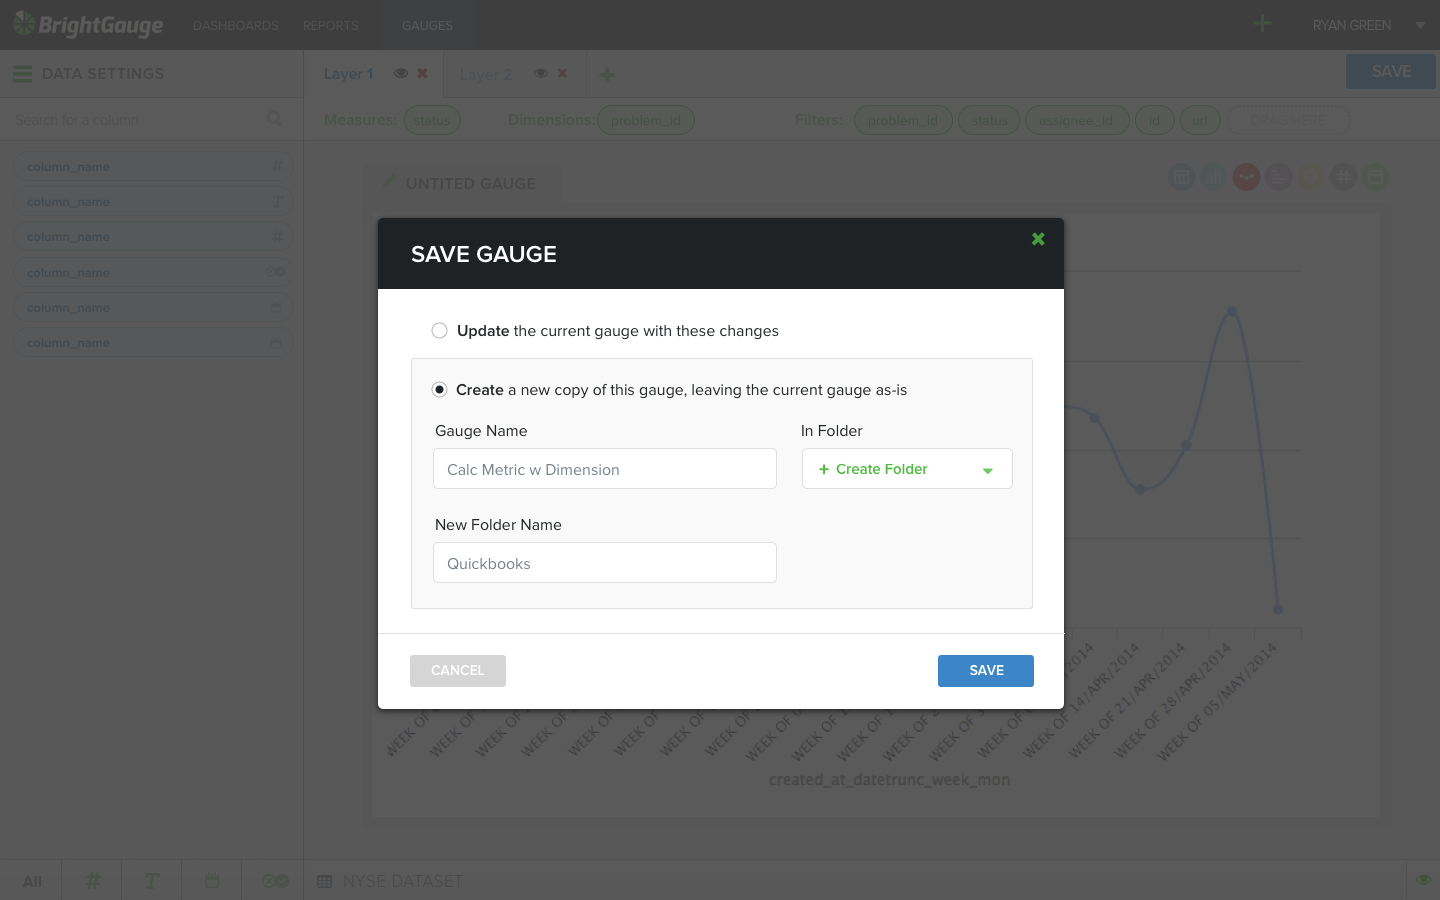 BrightGauge DASHBOARDS REPORTS GAUGES RYAN GREEN
DATA SETTINGS Layer 1 Layer 2 SAVE
Search for a column Measures: status Dimensions: problem_id Filters: problem_id status assignee_id id url DRAG HERE
column_name
column_name
column_name
column_name
column_name
column_name
UNTITED GAUGE
SAVE GAUGE
Update the current gauge with these changes
Create a new copy of this gauge, leaving the current gauge as-is
Gauge Name In Folder
Calc Metric w Dimension + Create Folder
New Folder Name
Quickbooks
CANCEL SAVE
WEEK OF
WEEK OF
WEEK OF
WEEK OF
WEEK OF
WEEK OF
WEEK OF
WEEK OF
WEEK OF
WEEK OF
WEEK OF
WEEK OF
WEEK OF
WEEK OF /2014
WEEK OF 14/APR/2014
WEEK OF 21/APR/2014
WEEK OF 28/APR/2014
WEEK OF 05/MAY/2014
created_at_datetrunc_week_mon
All # T NYSE DATASET